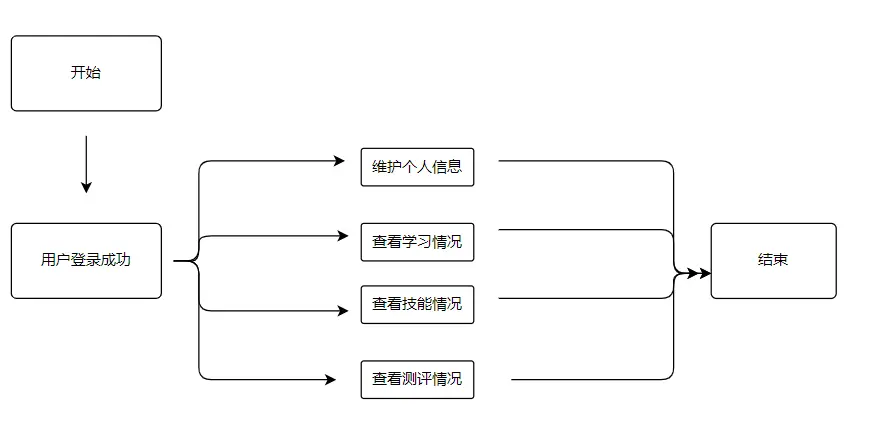 开始
用户登录成功
维护个人信息
查看学习情况
查看技能情况
查看测评情况
结束